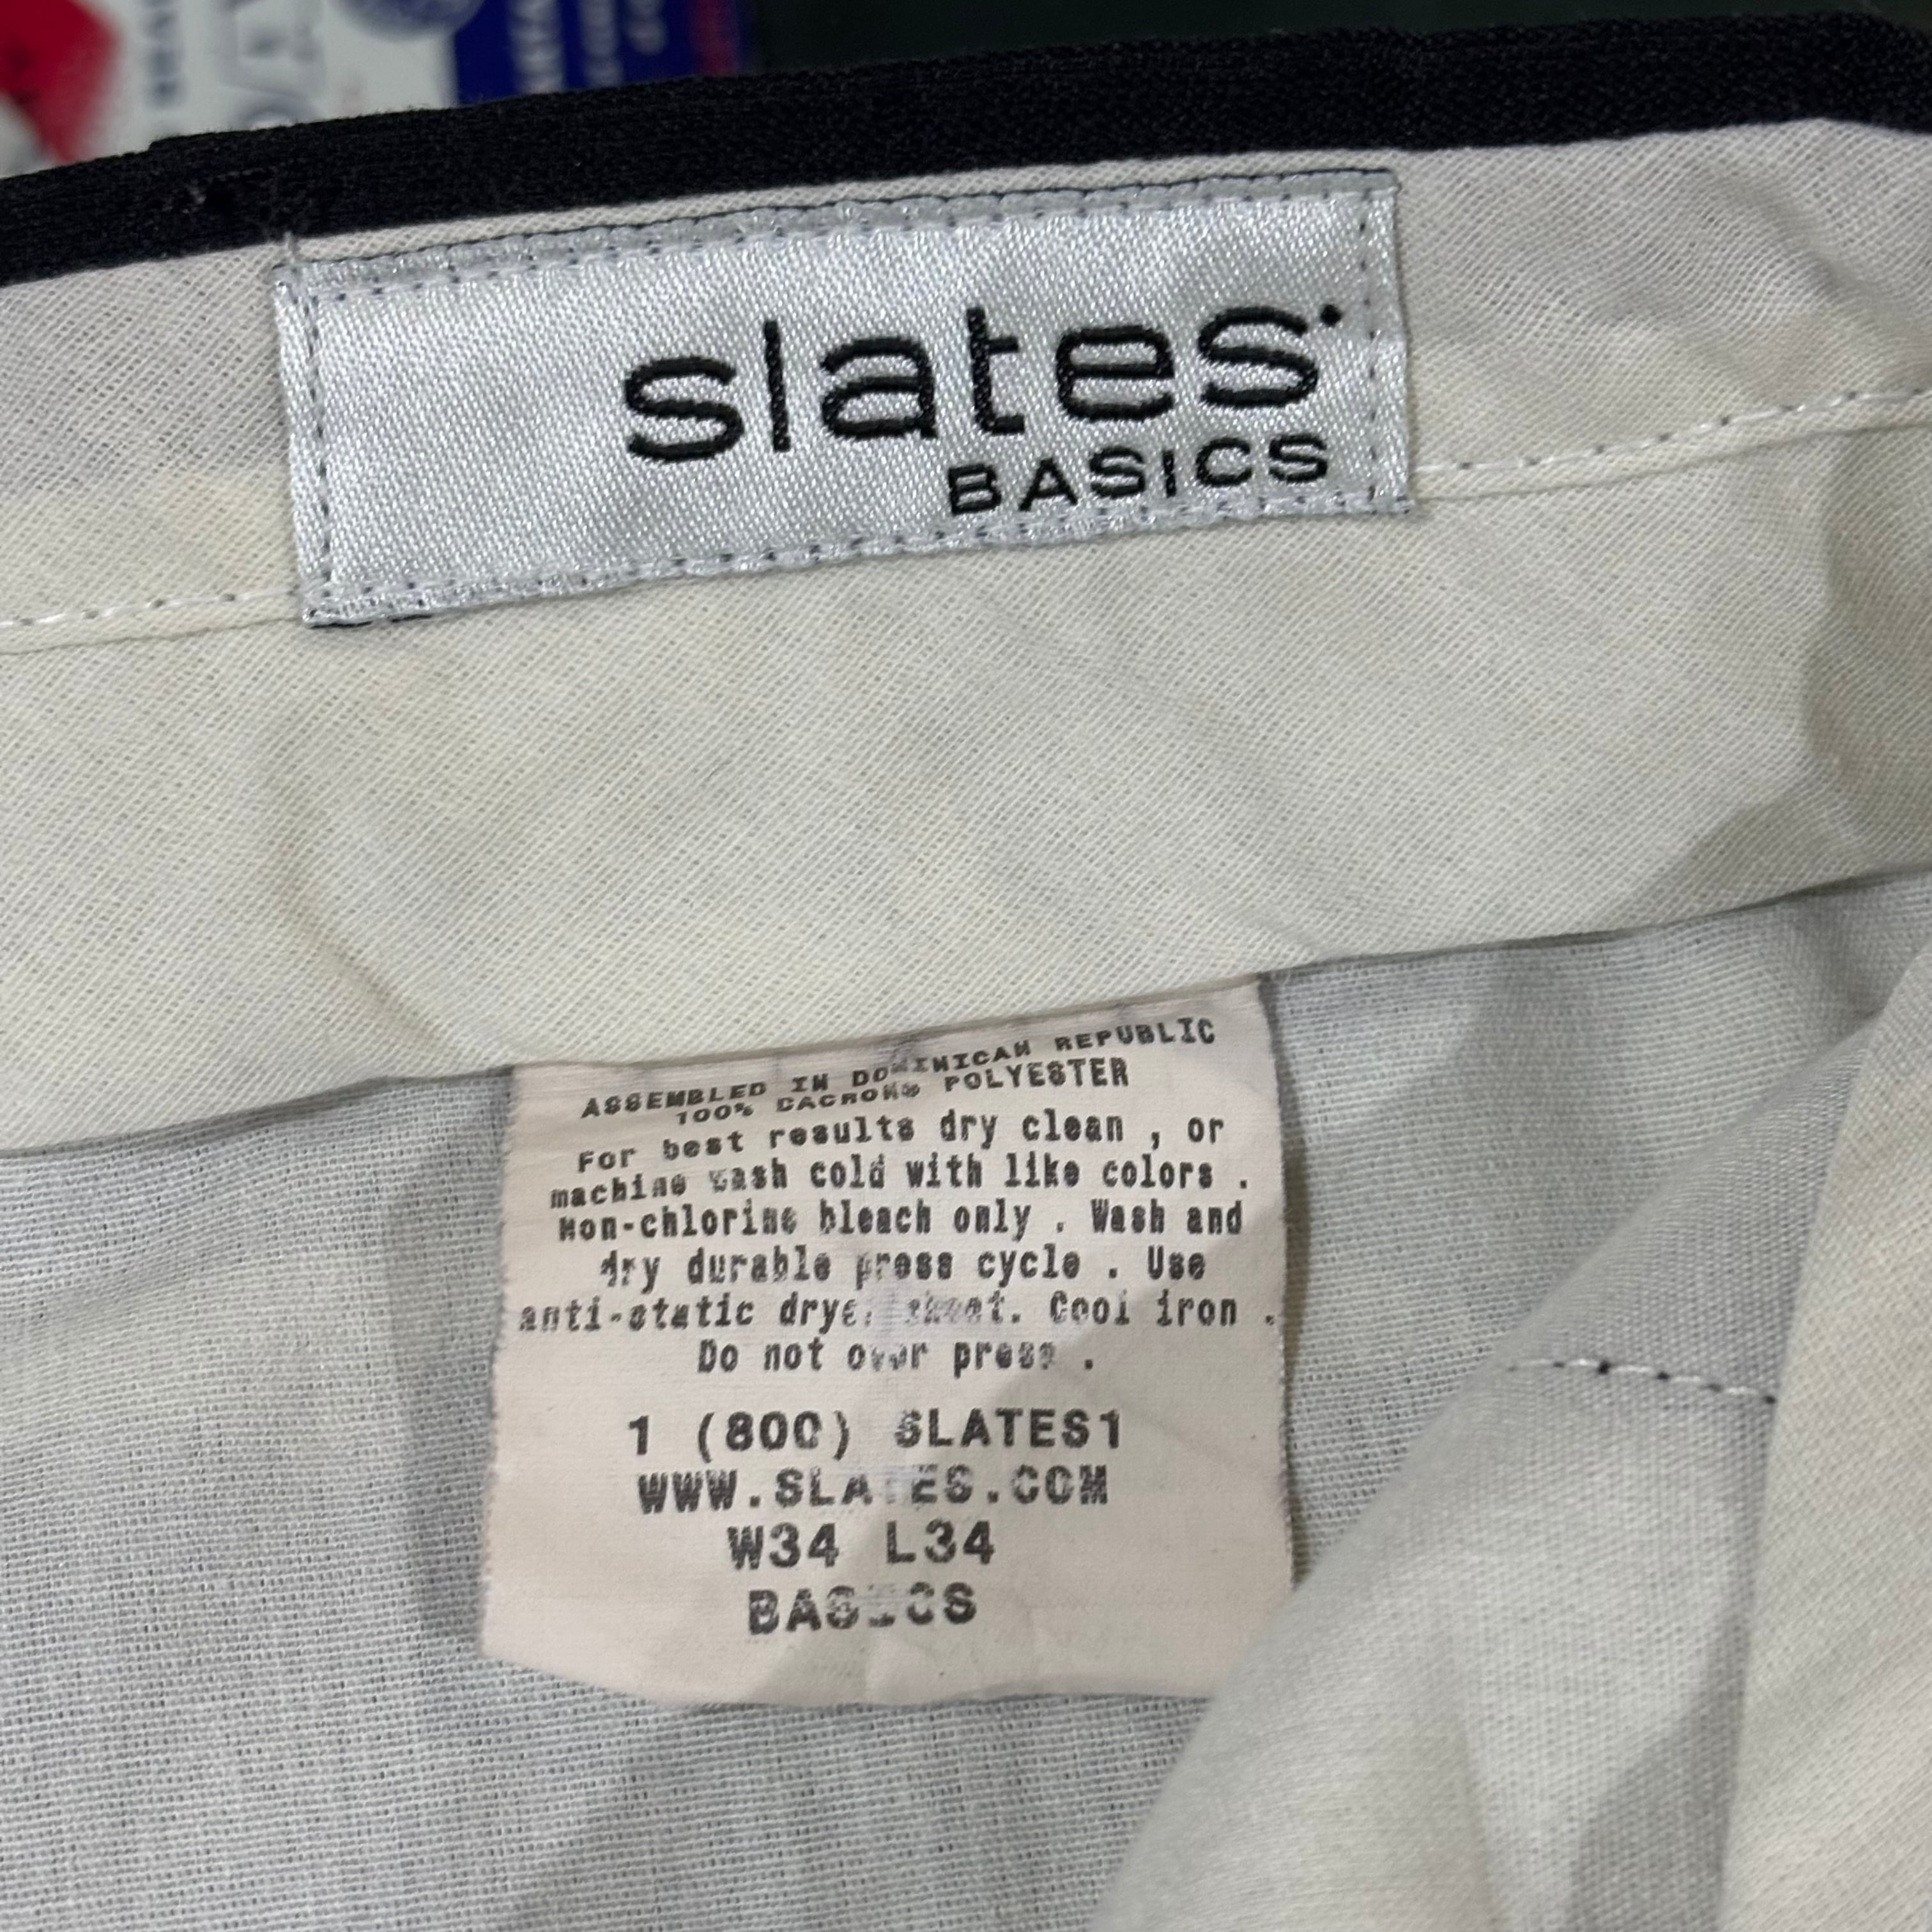 slates
BASICS
ASSEMBLED IN DOMINICAN REPUBLIC
100% DACRON® POLYESTER
For best results dry clean , or
machine wash cold with like colors .
Non-chlorine bleach only . Wash and
dry durable press cycle . Use
anti-static dryer sheet. Cool iron .
Do not over press .
1 (800) SLATES1
WWW.SLATES.COM
W34 L34
BASICS